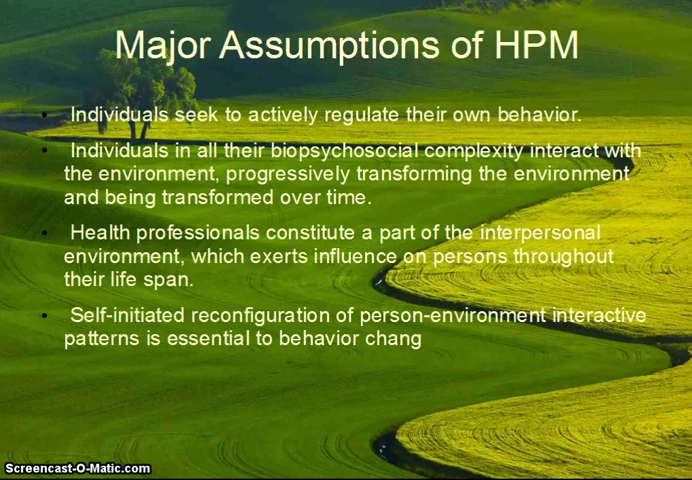 Major Assumptions of HPM
• Individuals seek to actively regulate their own behavior.
• Individuals in all their biopsychosocial complexity interact with
the environment, progressively transforming the environment
and being transformed over time.
• Health professionals constitute a part of the interpersonal
environment, which exerts influence on persons throughout
their life span.
• Self-initiated reconfiguration of person-environment interactive
patterns is essential to behavior chang
Screencast-O-Matic.com